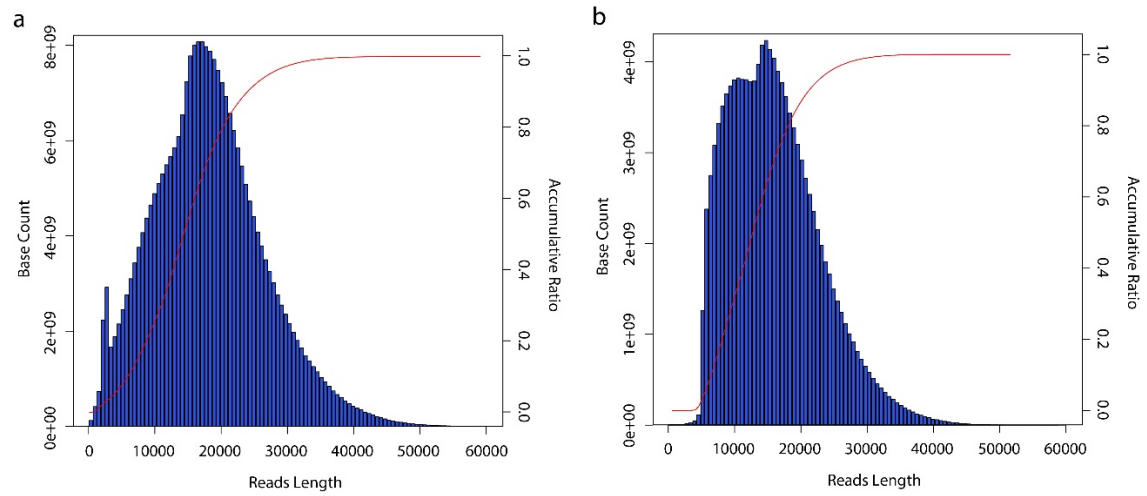 a
8e+09
6e+09
4e+09
2e+09
0e+00
Base Count
1.0
0.8
0.6
0.4
0.2
0.0
Accumulative Ratio
0 10000 20000 30000 40000 50000 60000
Reads Length
b
4e+09
3e+09
2e+09
1e+09
0e+00
Base Count
1.0
0.8
0.6
0.4
0.2
0.0
Accumulative Ratio
0 10000 20000 30000 40000 50000 60000
Reads Length